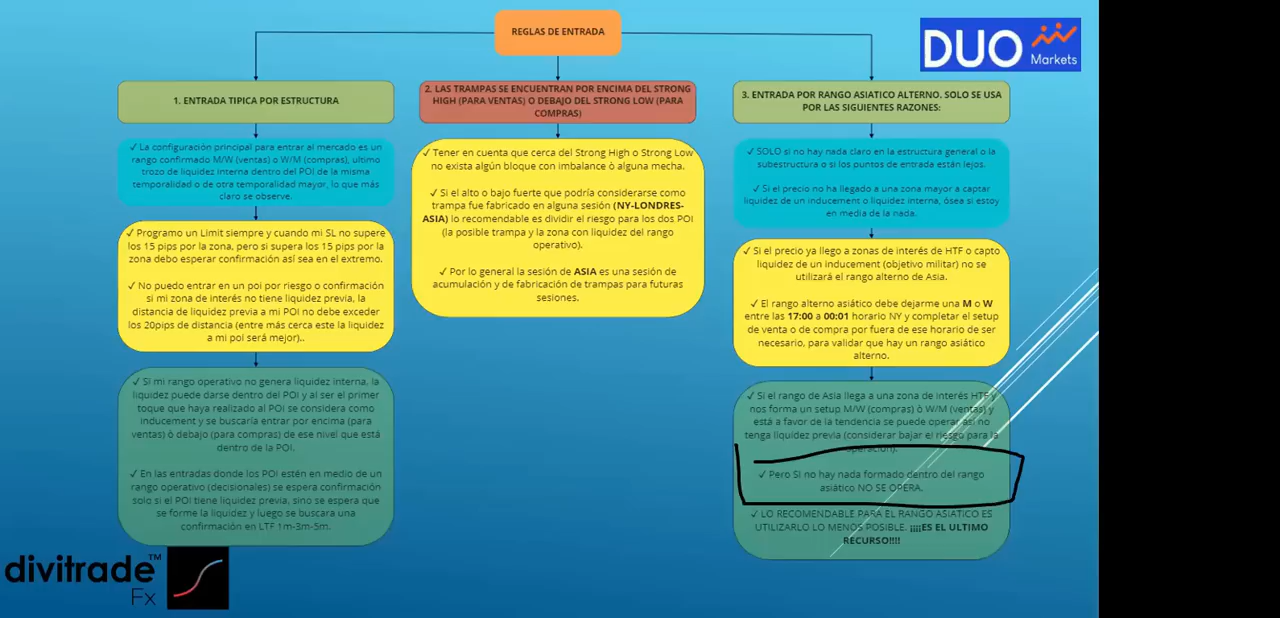 REGLAS DE ENTRADA
DUO
Markets
1. ENTRADA TIPICA POR ESTRUCTURA
✓ La configuración principal para entrar al mercado es un
rango confirmado M/W (ventas) o W/M (compras), ultimo
trozo de liquidez interna dentro del POI de la misma
temporalidad o de otra temporalidad mayor, lo que más
claro se observe.
✓ Programo un Limit siempre y cuando mi SL no supere
los 15 pips por la zona, pero si supera los 15 pips por la
zona debo esperar confirmación así sea en el extremo.
✓ No puedo entrar en un poi por riesgo o confirmación
si mi zona de interés no tiene liquidez previa, la
distancia de liquidez previa a mi POI no debe exceder
los 20pips de distancia (entre más cerca este la liquidez
a mi poi será mejor)..
✓ Sí mi rango operativo no genera liquidez interna, la
liquidez puede darse dentro del POI y al ser el primer
toque que haya realizado al POI se considera como
inducement y se buscaría entrar por encima (para
ventas) ò debajo (para compras) de ese nivel que está
dentro de la POI.
✓ En las entradas donde los POI estén en medio de un
rango operativo (decisionales) se espera confirmación
solo si el POI tiene liquidez previa, sino se espera que
se forme la liquidez y luego se buscara una
confirmación en LTF 1m-3m-5m.
2. LAS TRAMPAS SE ENCUENTRAN POR ENCIMA DEL STRONG
HIGH (PARA VENTAS) O DEBAJO DEL STRONG LOW (PARA
COMPRAS)
✓ Tener en cuenta que cerca del Strong High o Strong Low
no exista algún bloque con imbalance ò alguna mecha.
✓ Si el alto o bajo fuerte que podría considerarse como
trampa fue fabricado en alguna sesión (NY-LONDRES-
ASIA) lo recomendable es dividir el riesgo para los dos POI
(la posible trampa y la zona con liquidez del rango
operativo).
✓ Por lo general la sesión de ASIA es una sesión de
acumulación y de fabricación de trampas para futuras
sesiones.
3. ENTRADA POR RANGO ASIATICO ALTERNO. SOLO SE USA
POR LAS SIGUIENTES RAZONES:
✓ SOLO si no hay nada claro en la estructura general o la
subestructura o si los puntos de entrada están lejos.
✓ Si el precio no ha llegado a una zona mayor a captar
liquidez de un inducement o liquidez interna, ósea si estoy
en media de la nada.
✓ Si el precio ya llego a zonas de interés de HTF o capto
liquidez de un inducement (objetivo militar) no se
utilizará el rango alterno de Asia.
✓ El rango alterno asiático debe dejarme una M o W
entre las 17:00 a 00:01 horario NY y completar el setup
de venta o de compra por fuera de ese horario de ser
necesario, para validar que hay un rango asiático
alterno.
✓ Si el rango de Asia llega a una zona de interés HTF y
nos forma un setup M/W (compras) ò W/M (ventas) y
está a favor de la tendencia se puede operar así no
tenga liquidez previa (considerar bajar el riesgo para la
operación).
✓ Pero SI no hay nada formado dentro del rango
asiático NO SE OPERA.
✓ LO RECOMENDABLE PARA EL RANGO ASIATICO ES
UTILIZARLO LO MENOS POSIBLE. ¡¡¡¡ES EL ULTIMO
RECURSO!!!!
divitrade™
Fx